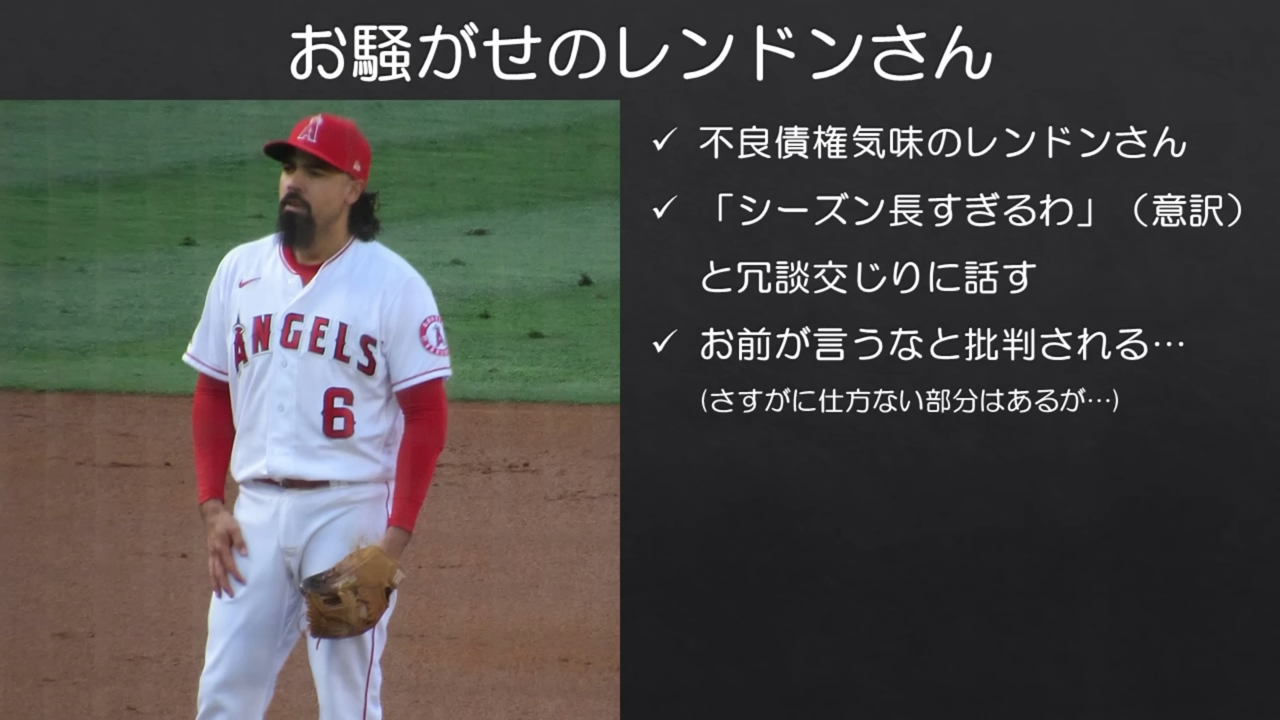 お騒がせのレンドンさん
✓ 不良債権気味のレンドンさん
✓ 「シーズン長すぎるわ」（意訳）
と冗談交じりに話す
✓ お前が言うなと批判される…
(さすがに仕方ない部分はあるが…)
A
ANGELS
6
A